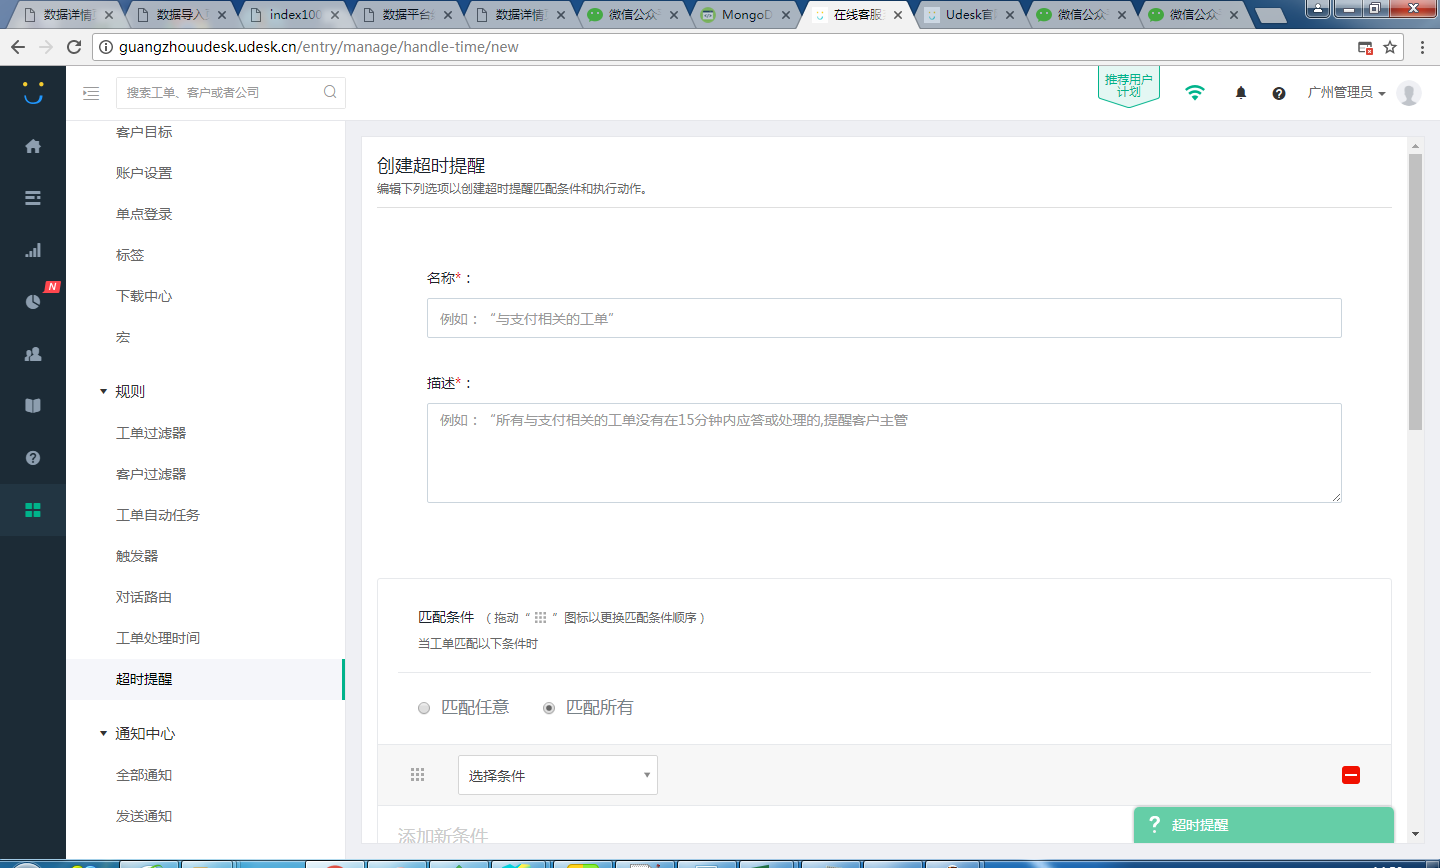 数据详情
数据导入
index100
数据平台
数据详情
微信公众
微信公众
MongoD
在线客服
Udesk官
微信公众
微信公众
guangzhouudesk.udesk.cn/entry/manage/handle-time/new
搜索工单、客户或者公司
推荐用户
计划
广州管理员
客户目标
账户设置
单点登录
标签
下载中心
N
宏
规则
工单过滤器
客户过滤器
工单自动任务
触发器
对话路由
工单处理时间
超时提醒
通知中心
全部通知
发送通知
创建超时提醒
编辑下列选项以创建超时提醒匹配条件和执行动作。
名称*：
例如：“与支付相关的工单”
描述*：
例如：“所有与支付相关的工单没有在15分钟内应答或处理的,提醒客户主管
匹配条件 （拖动“ ”图标以更换匹配条件顺序）
当工单匹配以下条件时
匹配任意 匹配所有
选择条件
添加新条件
? 超时提醒